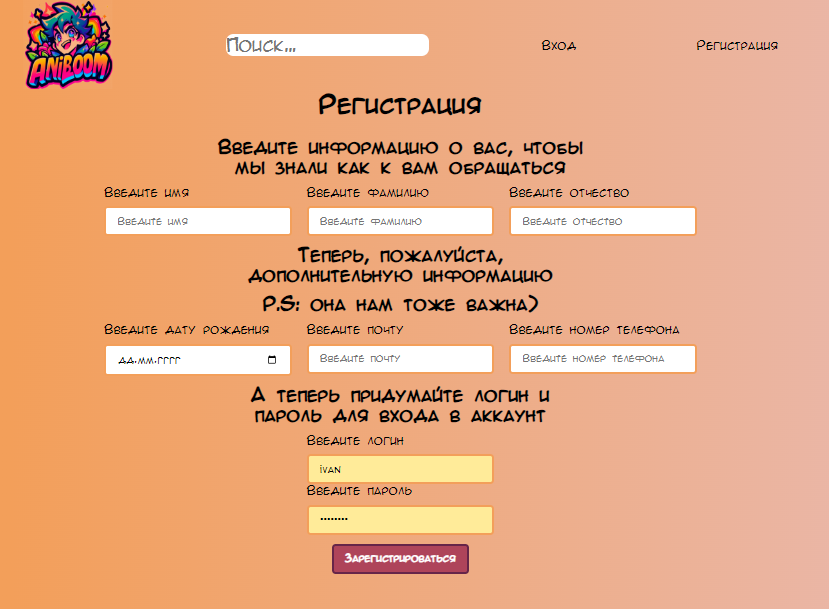 ANIBOOM
Поиск... Вход Регистрация
Регистрация
Введите информацию о вас, чтобы
мы знали как к вам обращаться
Введите имя Введите фамилию Введите отчество
Введите имя Введите фамилию Введите отчество
Теперь, пожалуйста,
дополнительную информацию
P.S: она нам тоже важна)
Введите дату рождения Введите почту Введите номер телефона
дд.мм.гггг Введите почту Введите номер телефона
А теперь придумайте логин и
пароль для входа в аккаунт
Введите логин
ivan
Введите пароль
••••••••
Зарегистрироваться